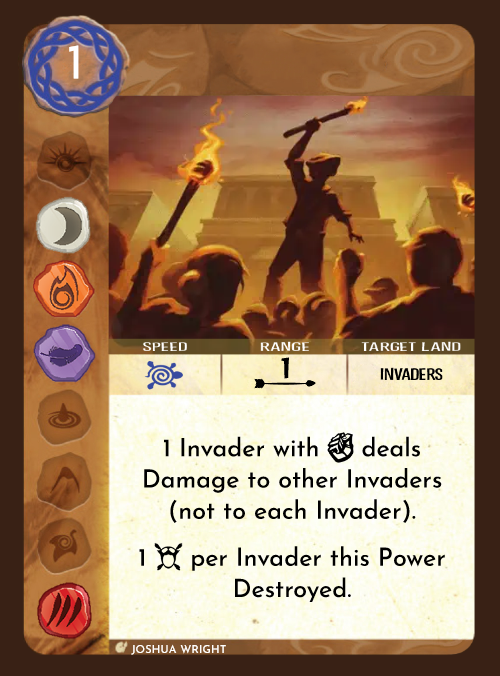 1
SPEED RANGE TARGET LAND
1 INVADERS
1 Invader with deals
Damage to other Invaders
(not to each Invader).
1 per Invader this Power
Destroyed.
JOSHUA WRIGHT